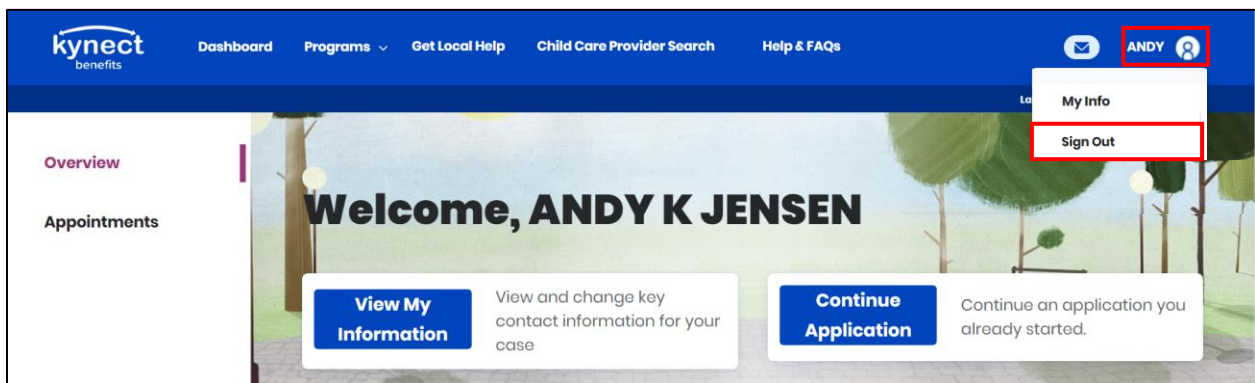 kynect
benefits
Dashboard
Programs
Get Local Help
Child Care Provider Search
Help & FAQs
ANDY
La
My Info
Sign Out
Overview
Appointments
Welcome, ANDY K JENSEN
View My
Information
View and change key
contact information for your
case
Continue
Application
Continue an application you
already started.